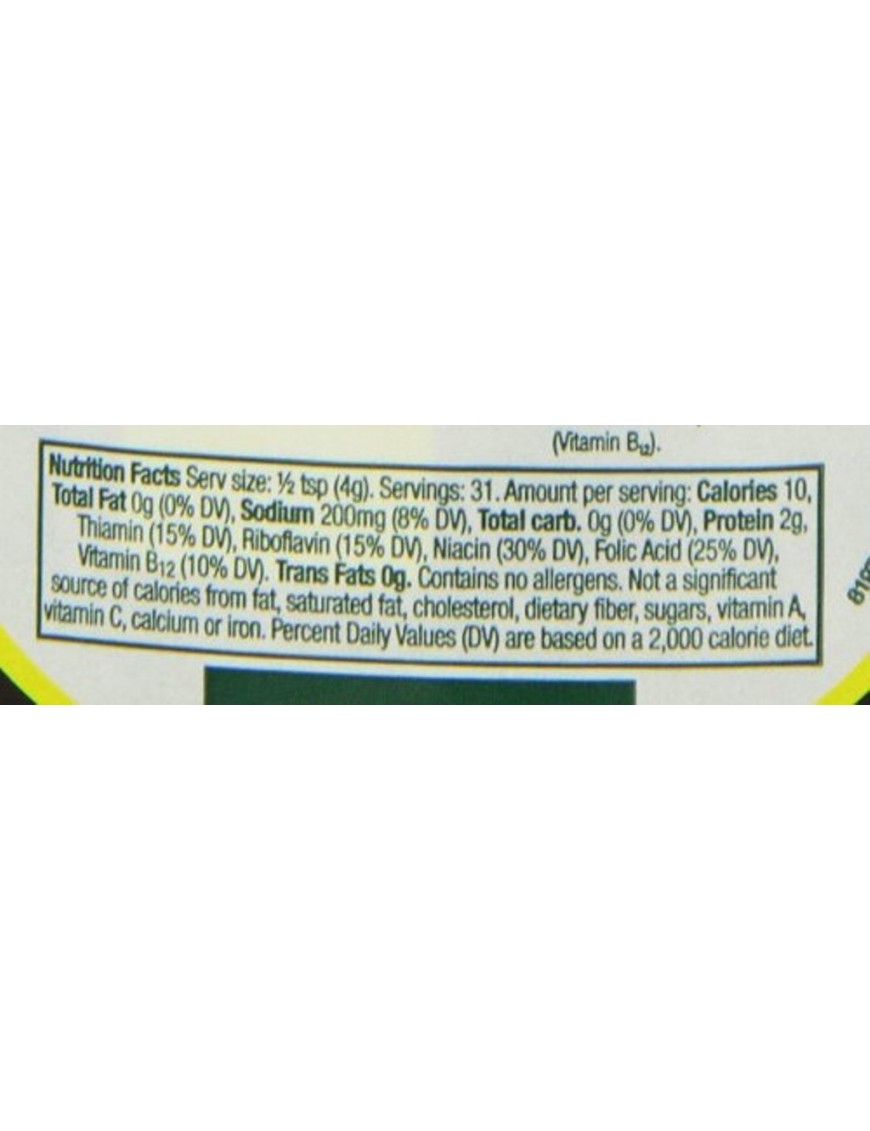 (Vitamin B₁₂).
Nutrition Facts Serv size: ½ tsp (4g). Servings: 31. Amount per serving: Calories 10,
Total Fat 0g (0% DV), Sodium 200mg (8% DV), Total carb. 0g (0% DV), Protein 2g,
Thiamin (15% DV), Riboflavin (15% DV), Niacin (30% DV), Folic Acid (25% DV),
Vitamin B12 (10% DV). Trans Fats 0g. Contains no allergens. Not a significant
source of calories from fat, saturated fat, cholesterol, dietary fiber, sugars, vitamin A,
vitamin C, calcium or iron. Percent Daily Values (DV) are based on a 2,000 calorie diet.